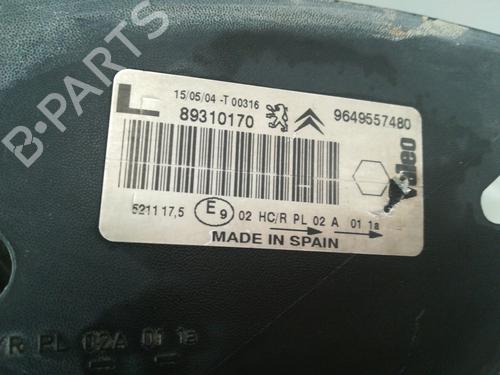 L 15/05/04 -T 00316
89310170 9649557480
Valeo
5211 17,5 E9 02 HC/R PL 02 A 01 1a
MADE IN SPAIN
/R PL 02A 01 1a
B-PARTS